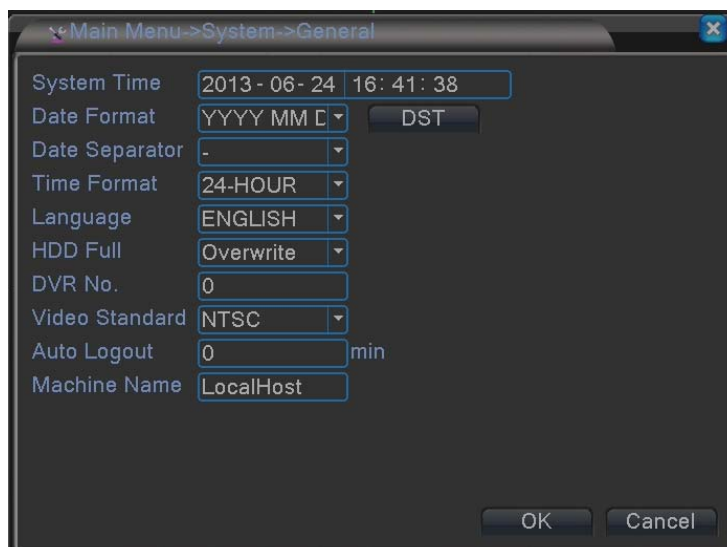 Main Menu->System->General
System Time 2013-06-24 16:41:38
Date Format YYYY MM D DST
Date Separator -
Time Format 24-HOUR
Language ENGLISH
HDD Full Overwrite
DVR No. 0
Video Standard NTSC
Auto Logout 0 min
Machine Name LocalHost
OK Cancel